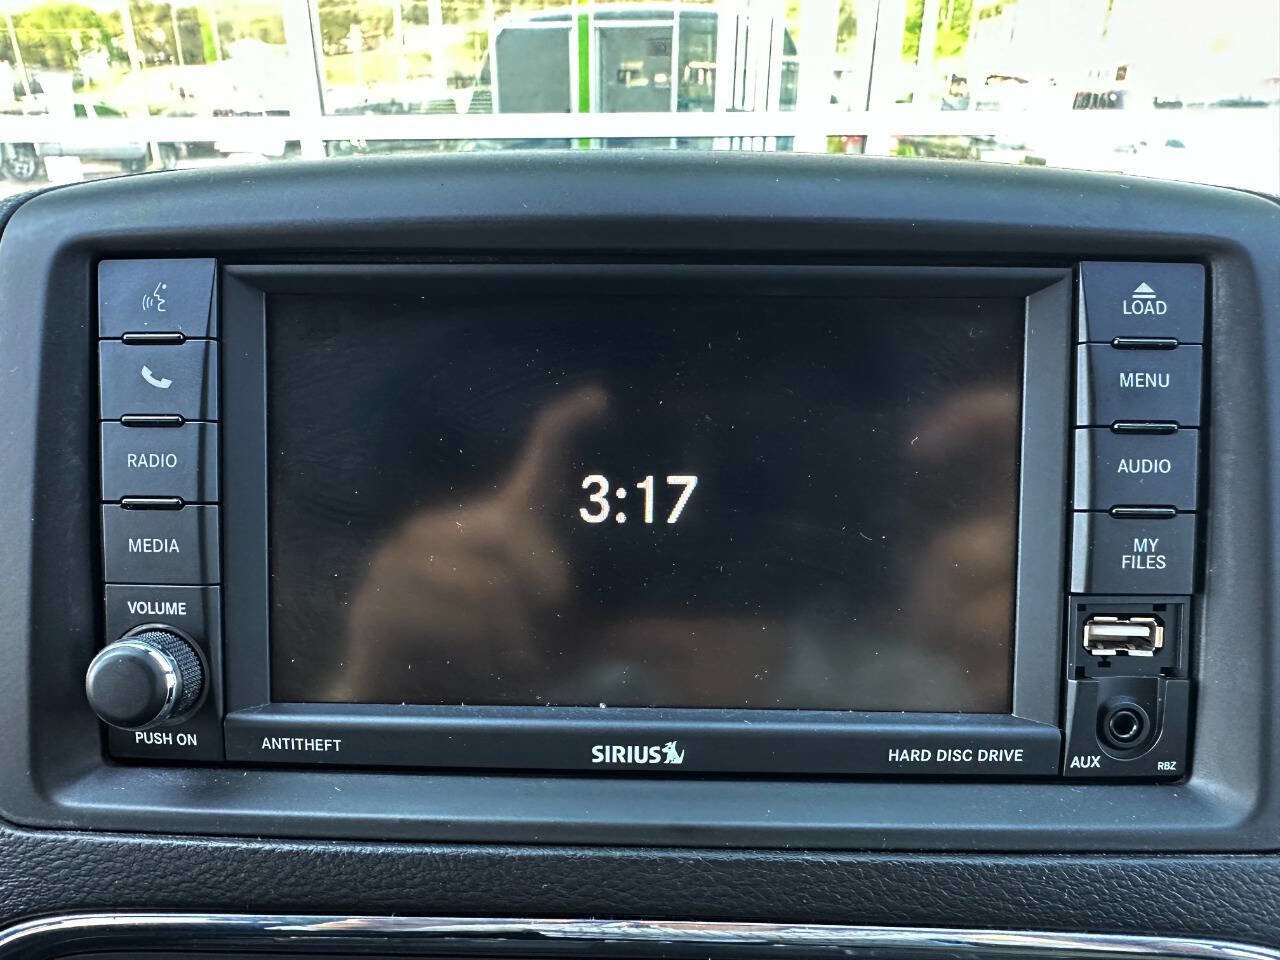 LOAD
MENU
RADIO
AUDIO
3:17
MEDIA
MY
FILES
VOLUME
PUSH ON
ANTITHEFT
SIRIUS
HARD DISC DRIVE
AUX
RBZ